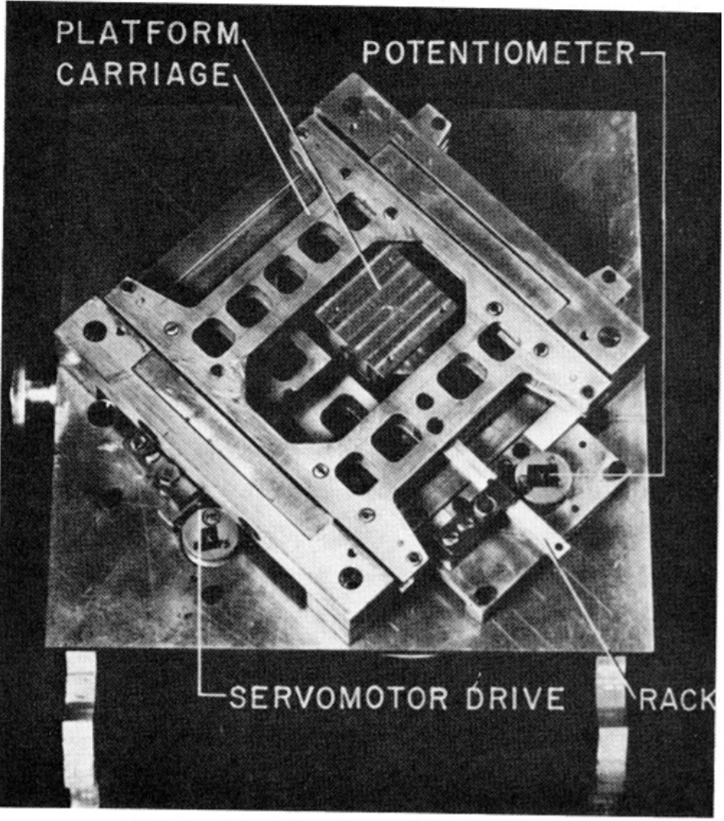 PLATFORM
CARRIAGE
POTENTIOMETER
SERVOMOTOR DRIVE
RACK